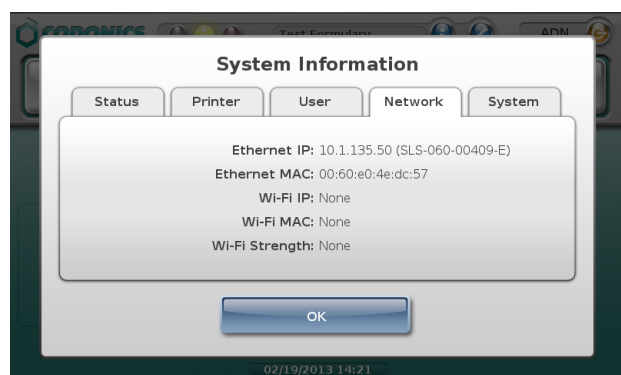 CODONICS Test Formulary ADN
System Information
Status Printer User Network System
Ethernet IP: 10.1.135.50 (SLS-060-00409-E)
Ethernet MAC: 00:60:e0:4e:dc:57
Wi-Fi IP: None
Wi-Fi MAC: None
Wi-Fi Strength: None
OK
02/19/2013 14:21